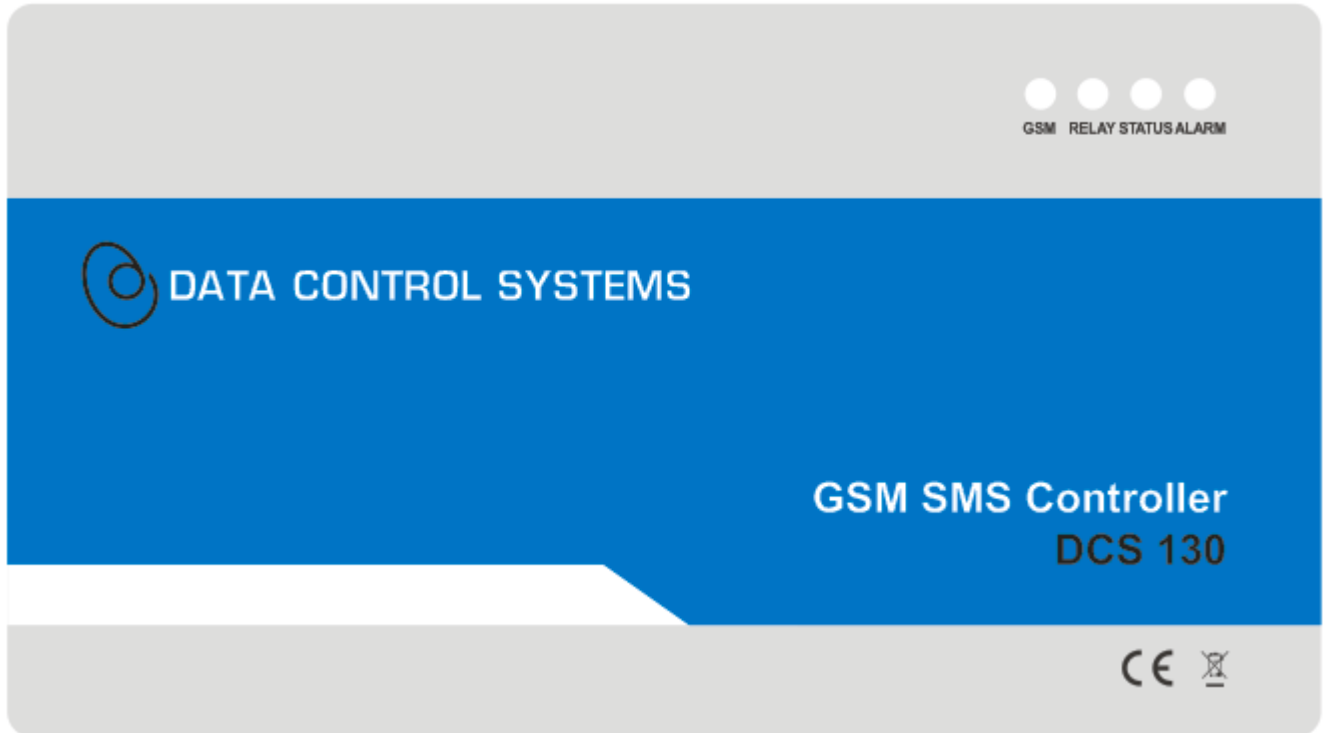 GSM RELAY STATUS ALARM
DATA CONTROL SYSTEMS
GSM SMS Controller
DCS 130
CE